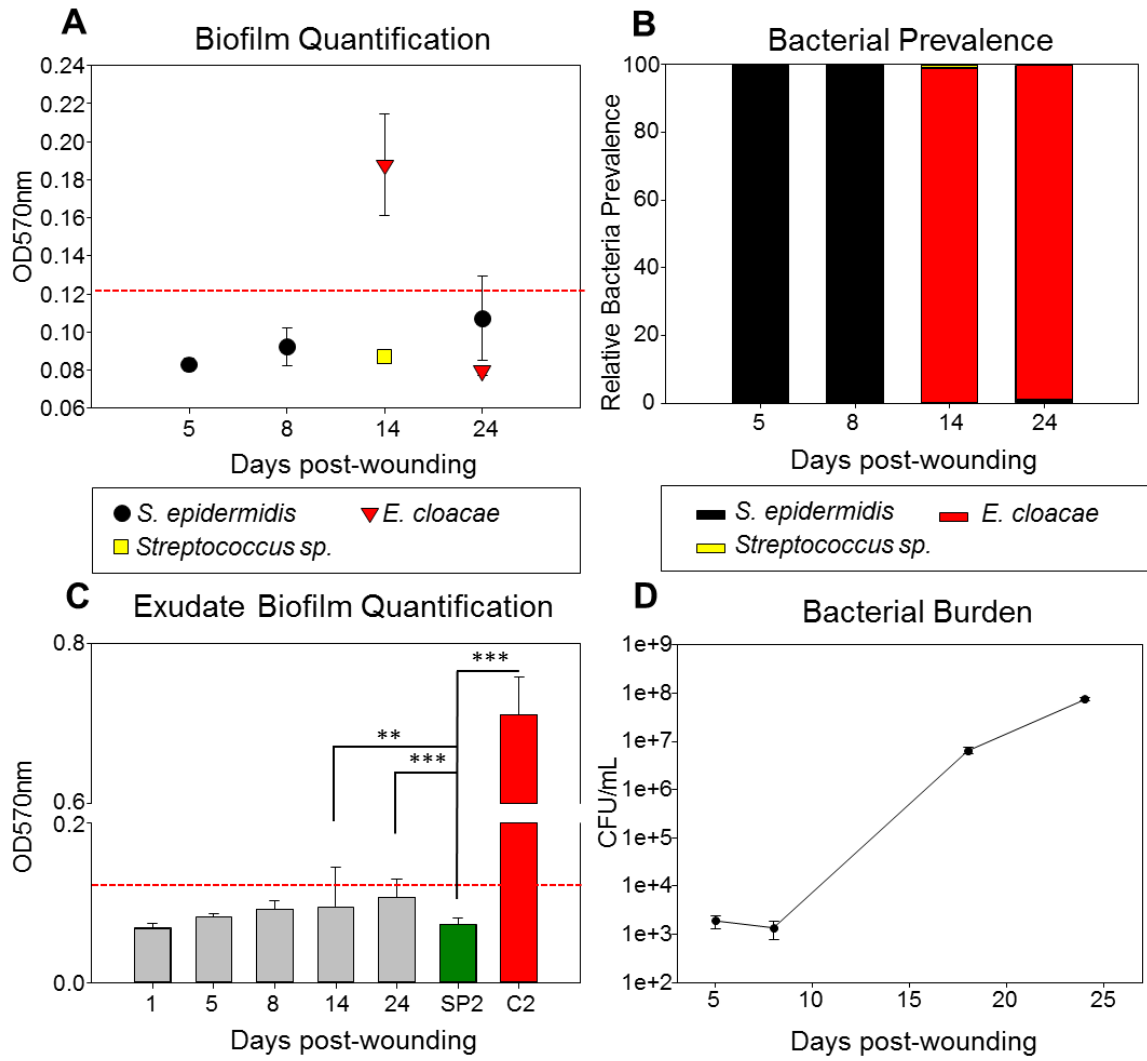 A
Biofilm Quantification
0.24
0.22
0.20
0.18
0.16
0.14
0.12
0.10
0.08
0.06
OD570nm
5 8 14 24
Days post-wounding
S. epidermidis E. cloacae
Streptococcus sp.
B
Bacterial Prevalence
100
80
60
40
20
0
Relative Bacteria Prevalence
5 8 14 24
Days post-wounding
S. epidermidis E. cloacae
Streptococcus sp.
C
Exudate Biofilm Quantification
0.8
0.6
0.2
0.0
OD570nm
***
**
***
1 5 8 14 24 SP2 C2
Days post-wounding
D
Bacterial Burden
1e+9
1e+8
1e+7
1e+6
1e+5
1e+4
1e+3
1e+2
CFU/mL
5 10 15 20 25
Days post-wounding